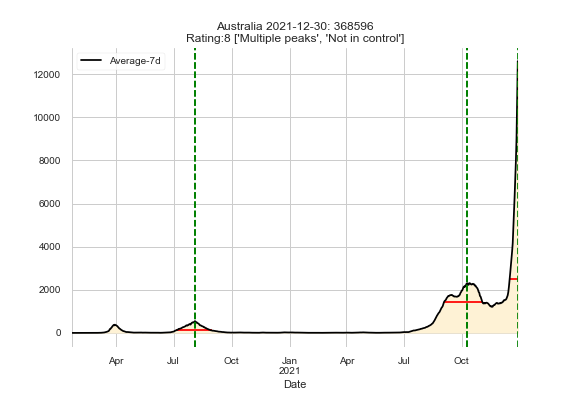 Australia 2021-12-30: 368596
Rating:8 ['Multiple peaks', 'Not in control']
Average-7d
12000
10000
8000
6000
4000
2000
0
Apr
Jul
Oct
Jan
2021
Apr
Jul
Oct
Date